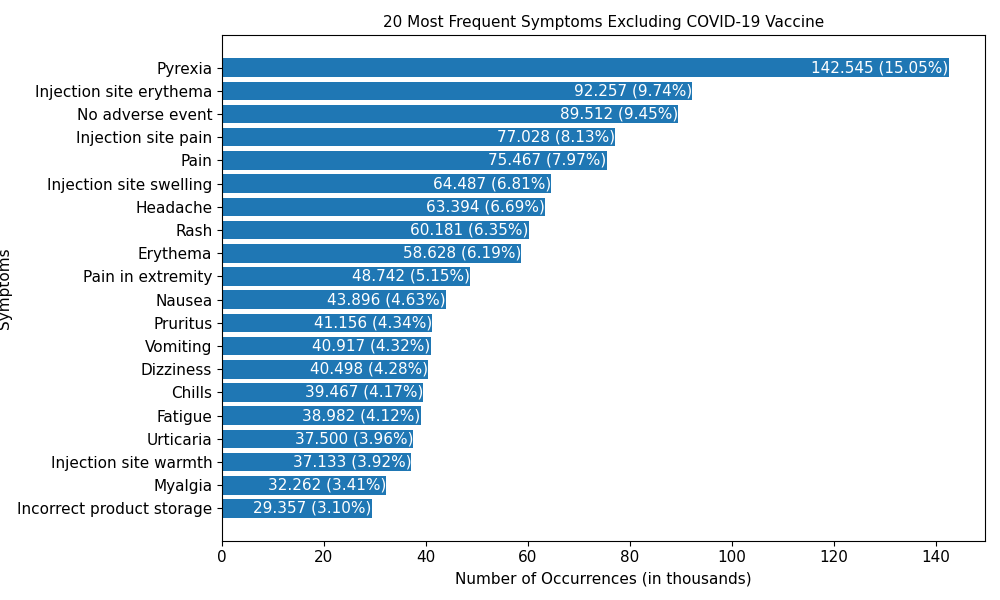 20 Most Frequent Symptoms Excluding COVID-19 Vaccine
Pyrexia 142.545 (15.05%)
Injection site erythema 92.257 (9.74%)
No adverse event 89.512 (9.45%)
Injection site pain 77.028 (8.13%)
Pain 75.467 (7.97%)
Injection site swelling 64.487 (6.81%)
Headache 63.394 (6.69%)
Rash 60.181 (6.35%)
Erythema 58.628 (6.19%)
Pain in extremity 48.742 (5.15%)
Nausea 43.896 (4.63%)
Pruritus 41.156 (4.34%)
Vomiting 40.917 (4.32%)
Dizziness 40.498 (4.28%)
Chills 39.467 (4.17%)
Fatigue 38.982 (4.12%)
Urticaria 37.500 (3.96%)
Injection site warmth 37.133 (3.92%)
Myalgia 32.262 (3.41%)
Incorrect product storage 29.357 (3.10%)
Symptoms
0 20 40 60 80 100 120 140
Number of Occurrences (in thousands)